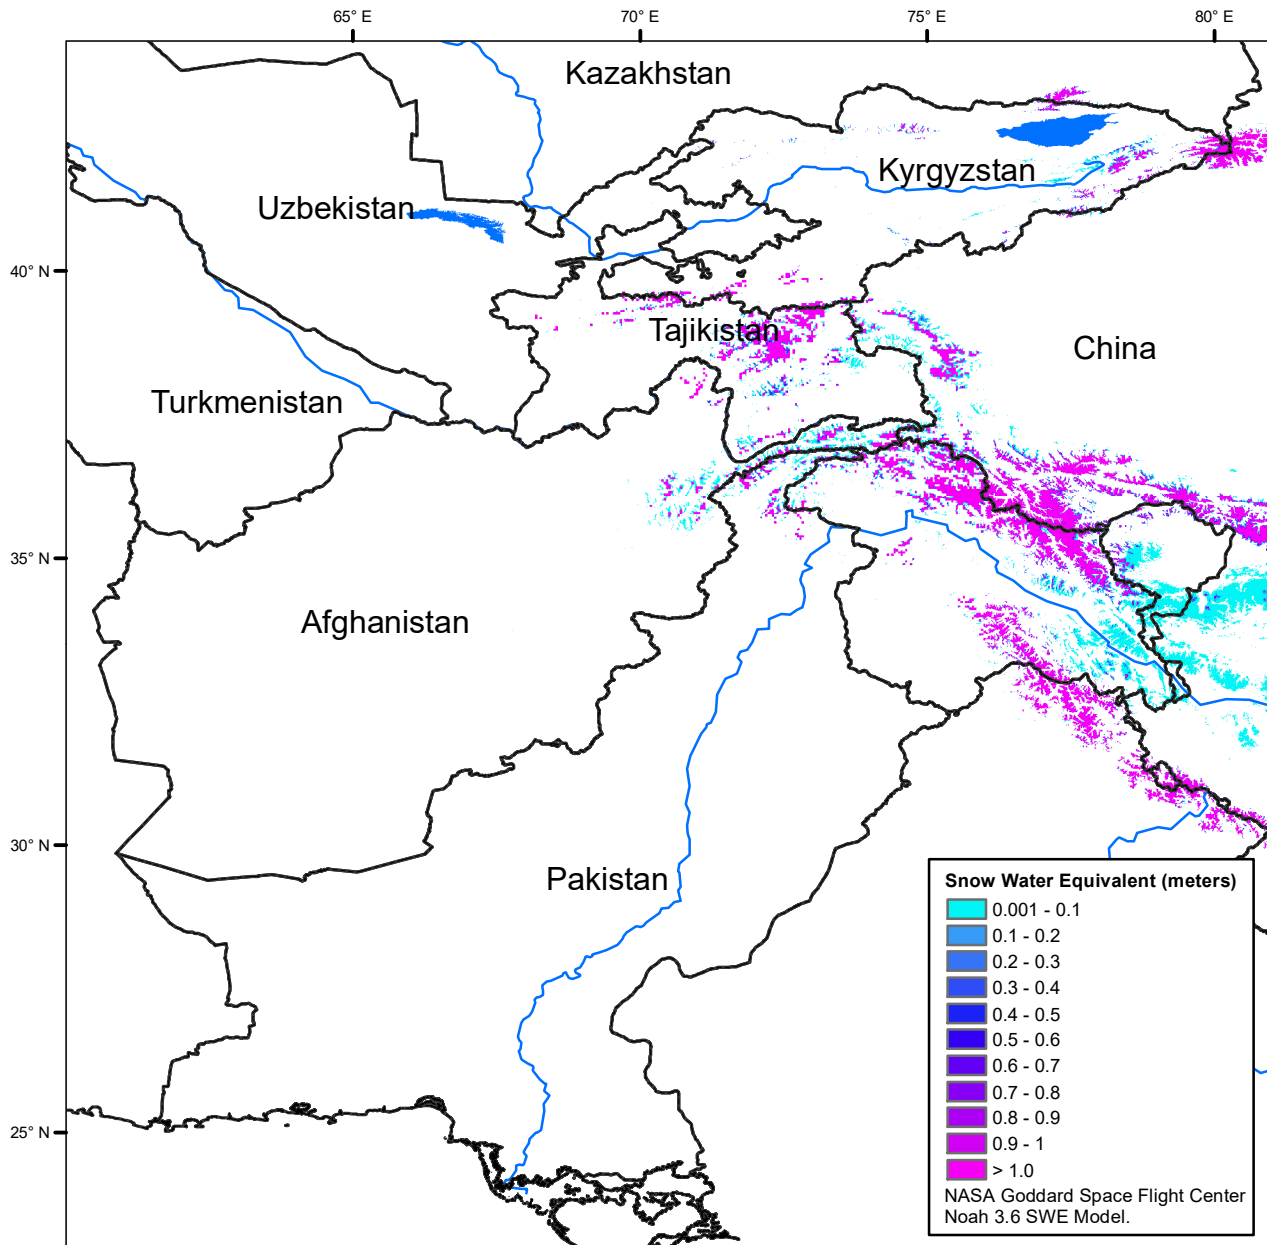 65° E
70° E
75° E
80° E
Kazakhstan
Kyrgyzstan
Uzbekistan
40° N
Tajikistan
China
Turkmenistan
35° N
Afghanistan
30° N
Pakistan
25° N
Snow Water Equivalent (meters)
0.001 - 0.1
0.1 - 0.2
0.2 - 0.3
0.3 - 0.4
0.4 - 0.5
0.5 - 0.6
0.6 - 0.7
0.7 - 0.8
0.8 - 0.9
0.9 - 1
> 1.0
NASA Goddard Space Flight Center
Noah 3.6 SWE Model.